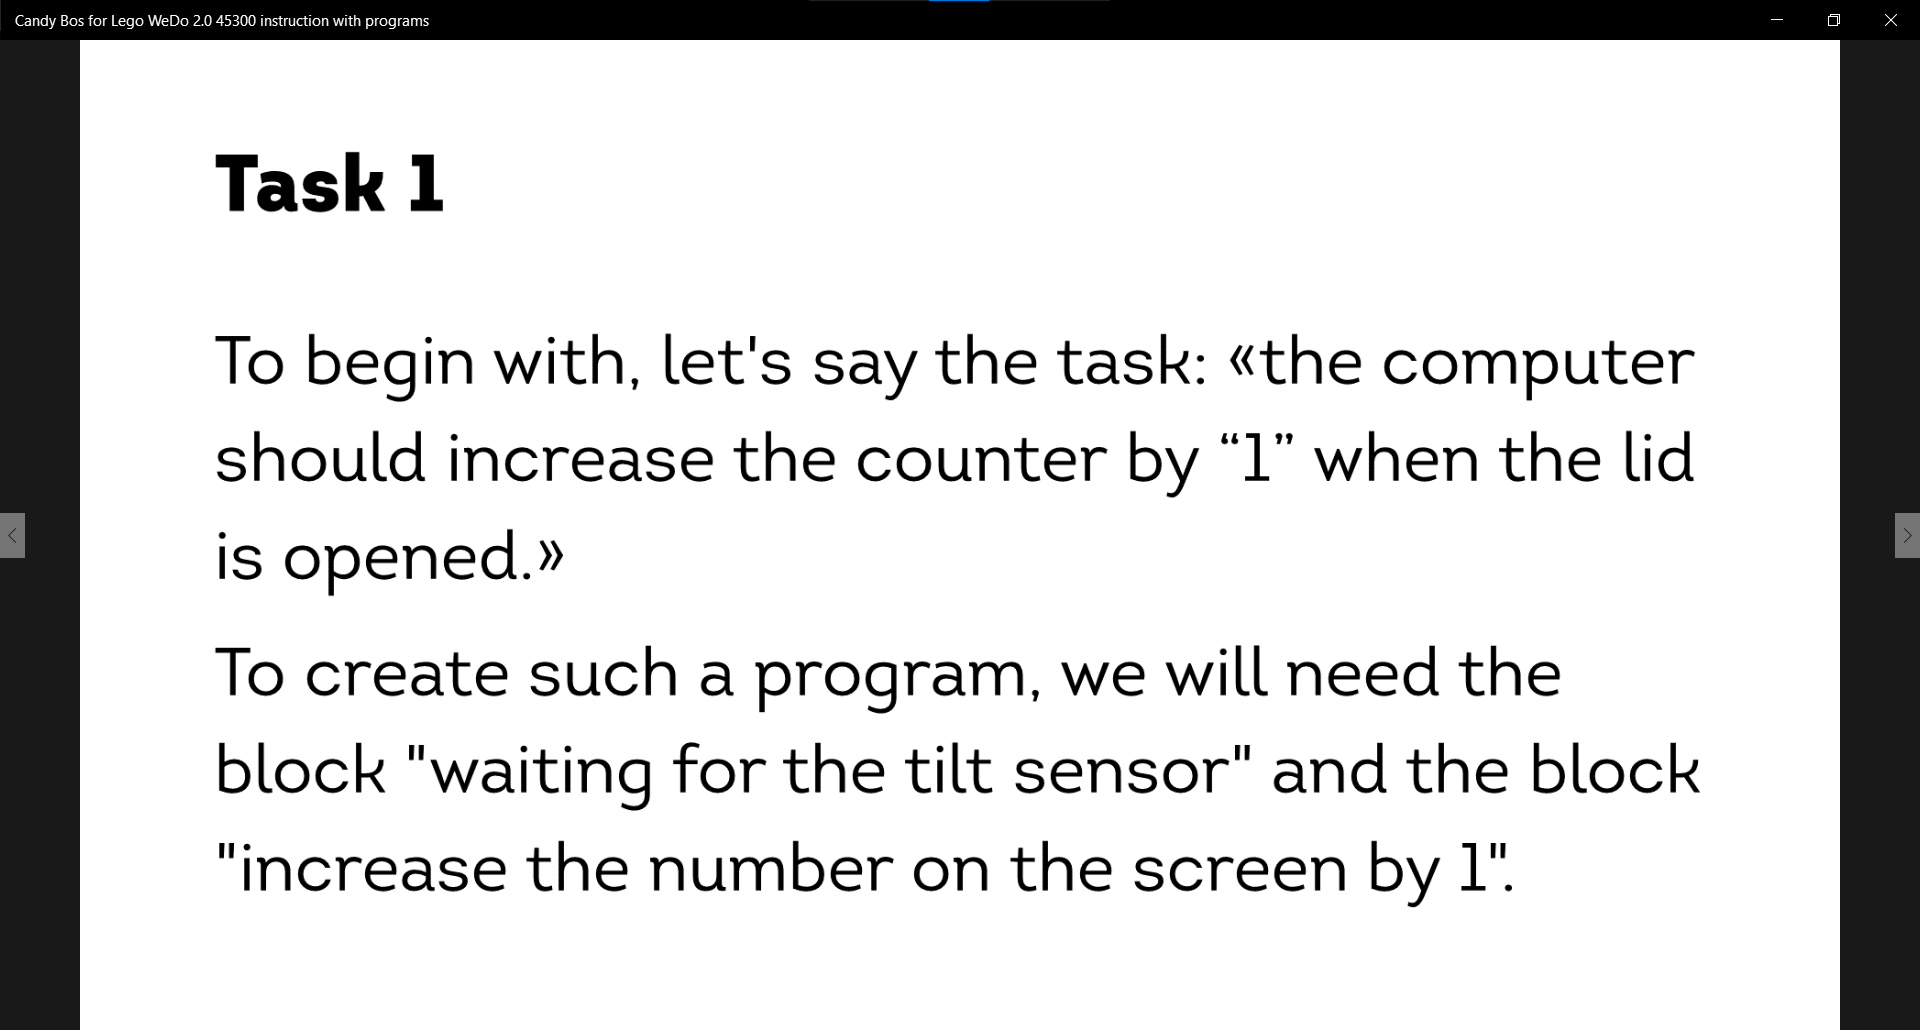 Candy Bos for Lego WeDo 2.0 45300 instruction with programs
Task 1
To begin with, let's say the task: «the computer
should increase the counter by “1” when the lid
is opened.»
To create such a program, we will need the
block "waiting for the tilt sensor" and the block
"increase the number on the screen by 1".